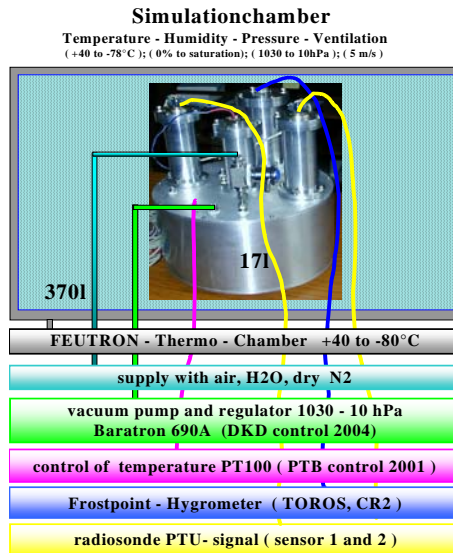 Simulationchamber
Temperature - Humidity - Pressure - Ventilation
( +40 to -78°C ); ( 0% to saturation); ( 1030 to 10hPa ); ( 5 m/s )
17l
370l
FEUTRON - Thermo - Chamber +40 to -80°C
supply with air, H2O, dry N2
vacuum pump and regulator 1030 - 10 hPa
Baratron 690A (DKD control 2004)
control of temperature PT100 ( PTB control 2001 )
Frostpoint - Hygrometer ( TOROS, CR2 )
radiosonde PTU- signal ( sensor 1 and 2 )